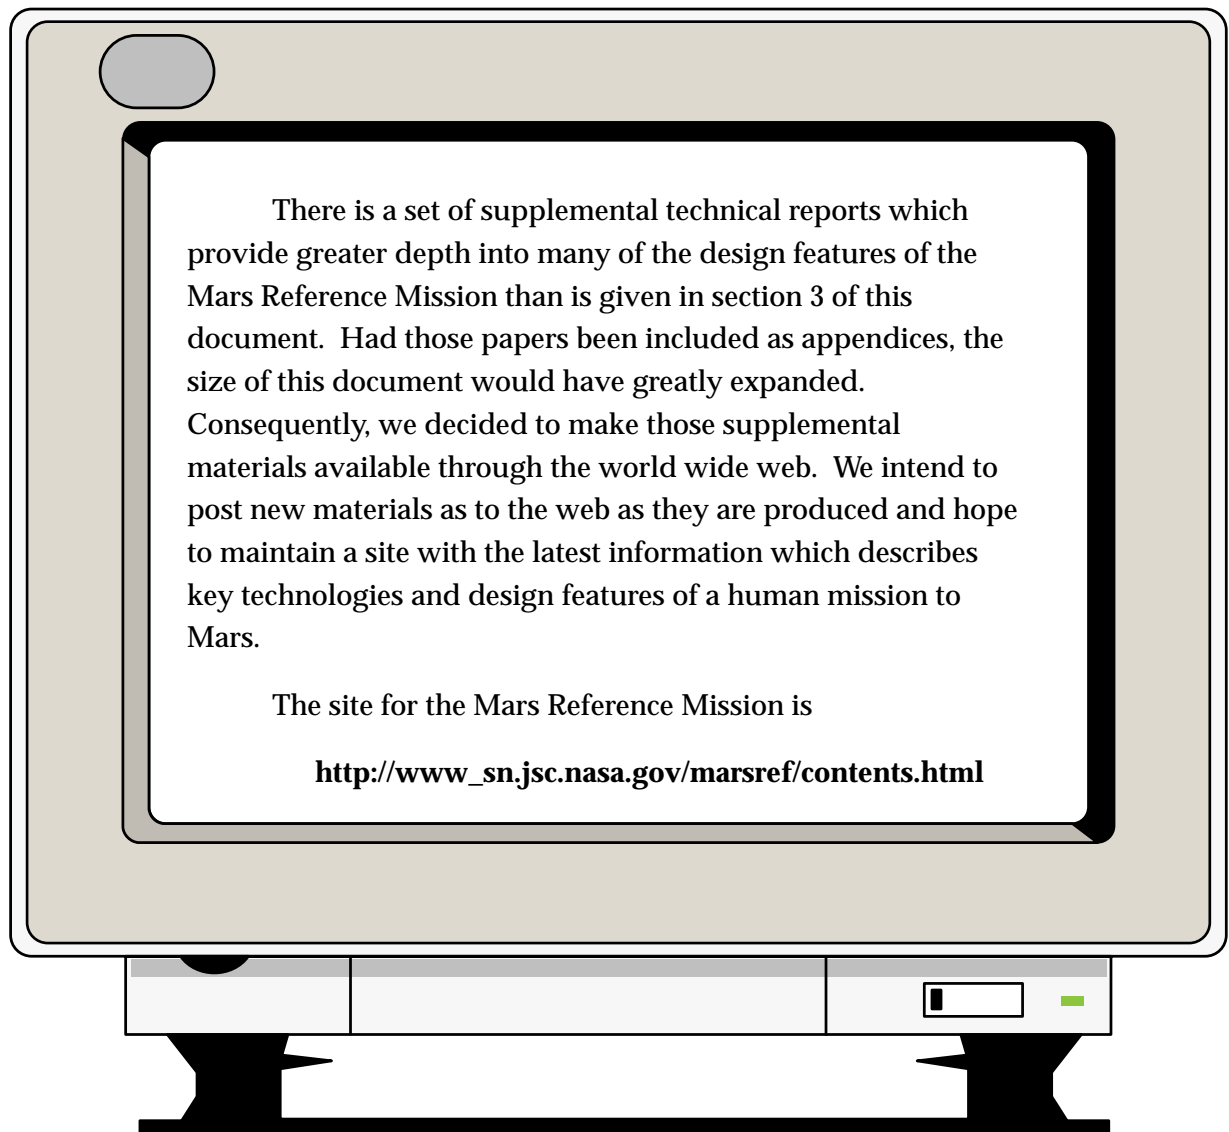 There is a set of supplemental technical reports which
provide greater depth into many of the design features of the
Mars Reference Mission than is given in section 3 of this
document.  Had those papers been included as appendices, the
size of this document would have greatly expanded.
Consequently, we decided to make those supplemental
materials available through the world wide web.  We intend to
post new materials as to the web as they are produced and hope
to maintain a site with the latest information which describes
key technologies and design features of a human mission to
Mars.
The site for the Mars Reference Mission is
http://www_sn.jsc.nasa.gov/marsref/contents.html